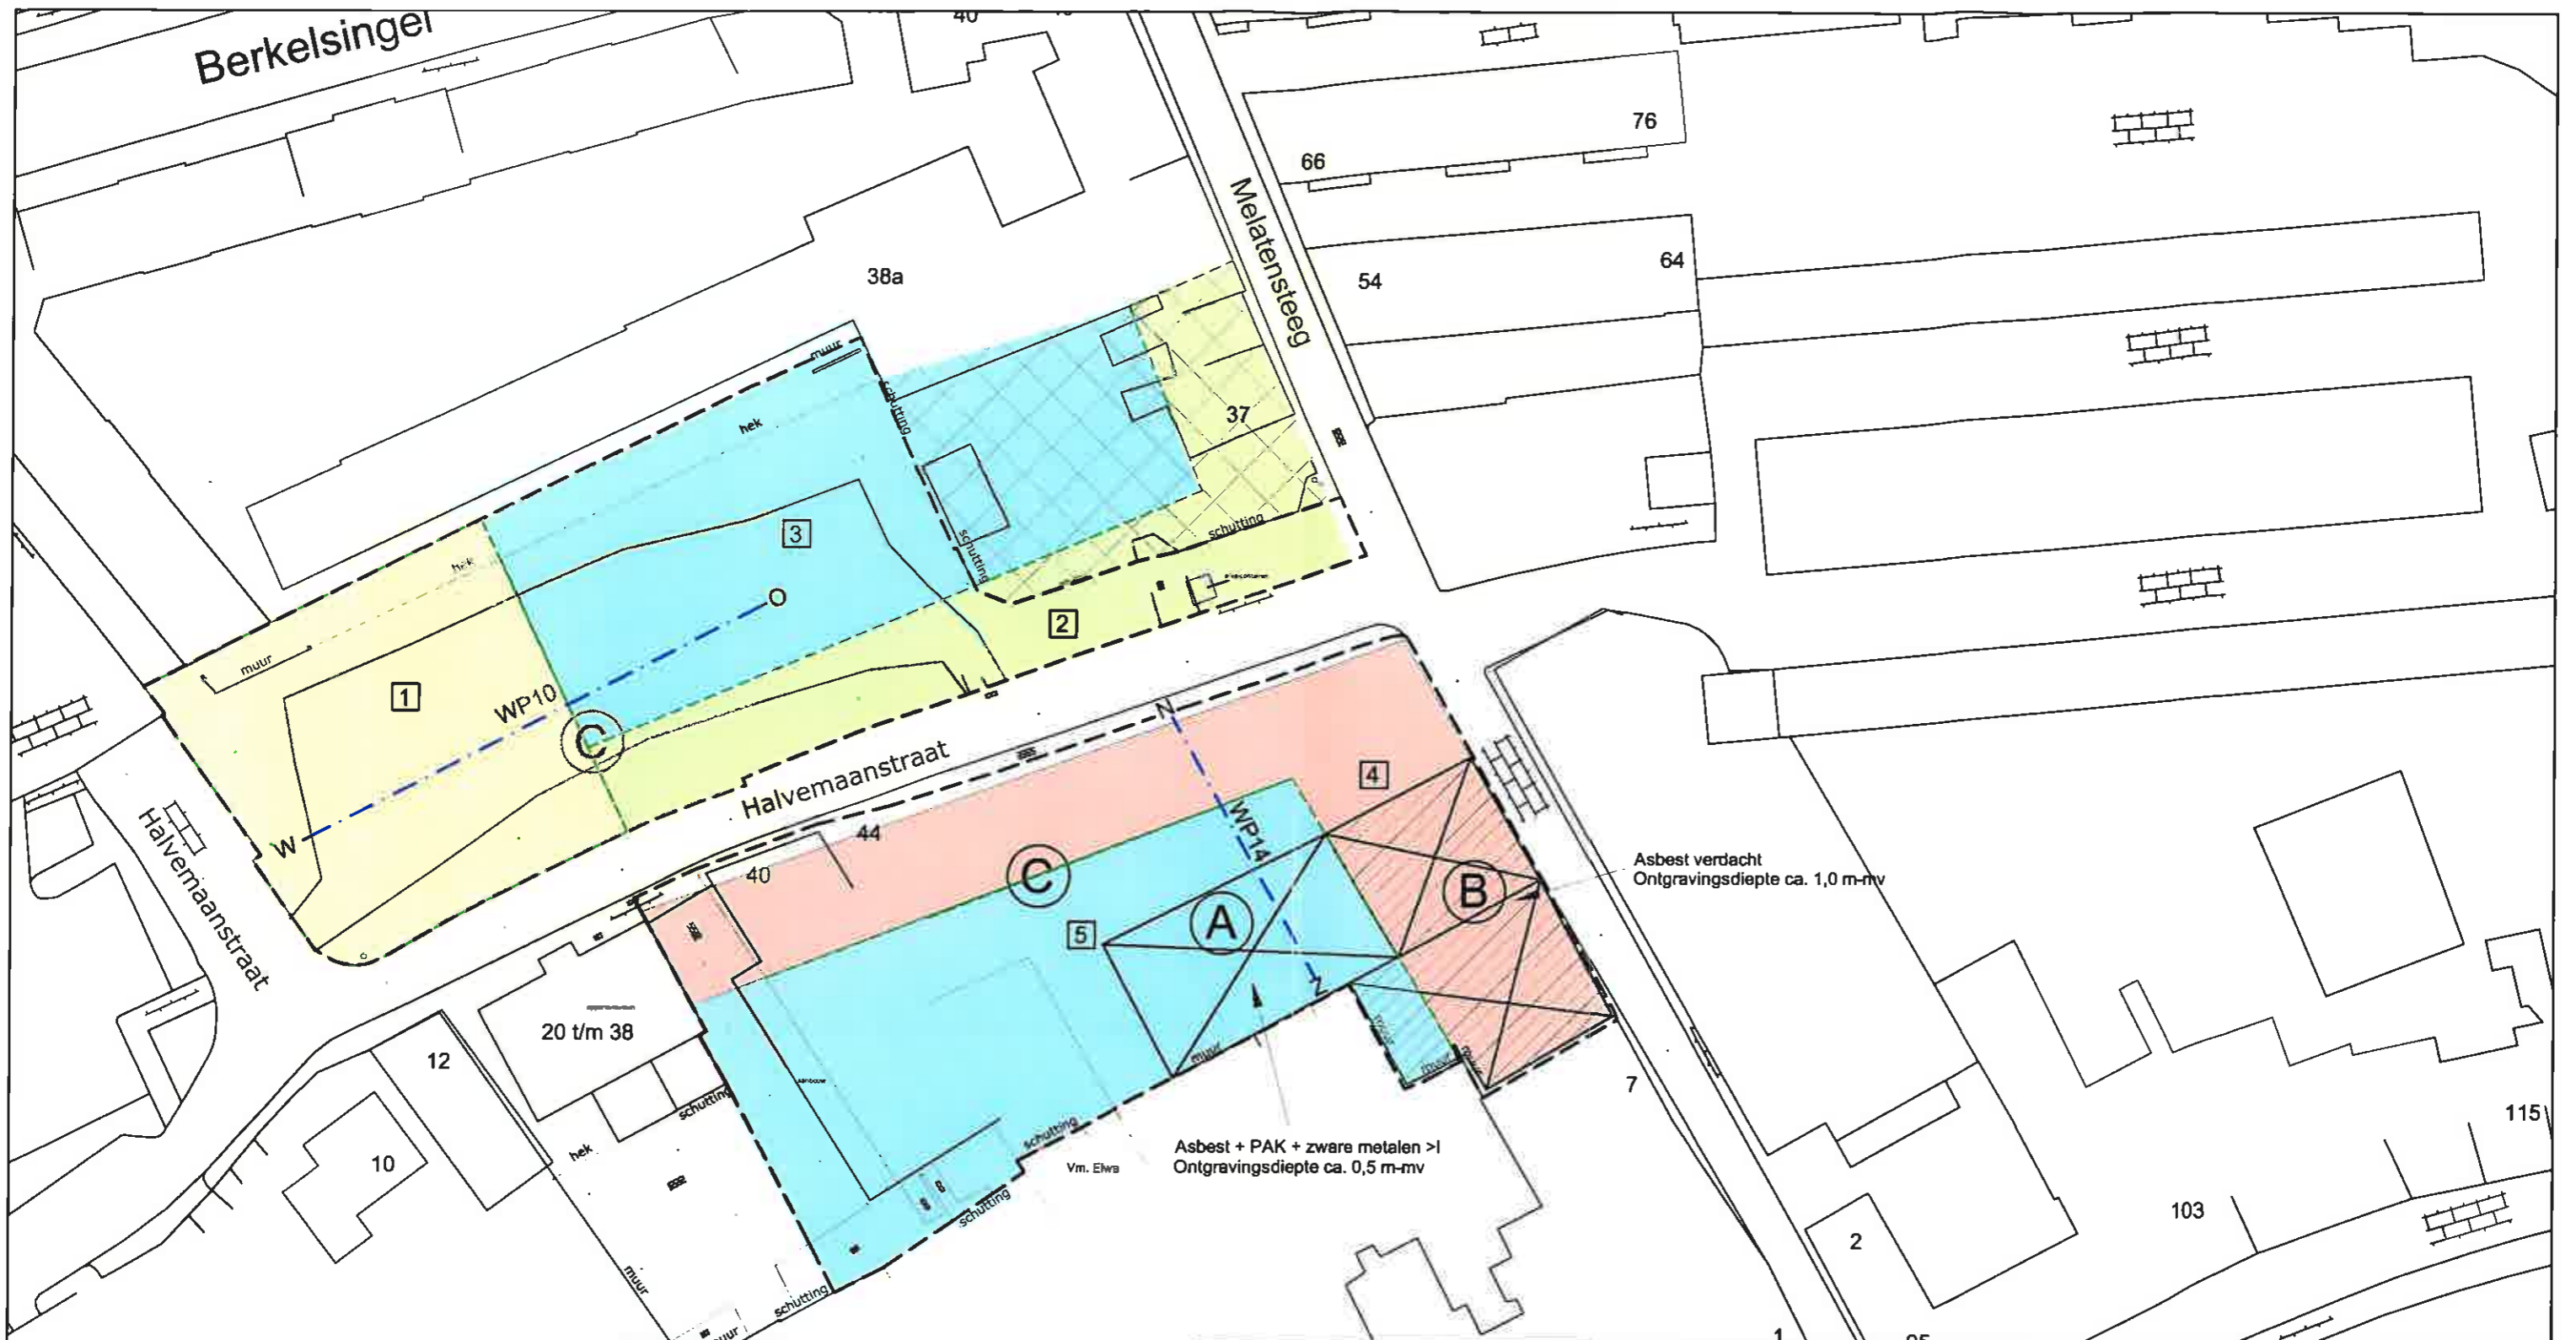 Berkelsingel
40
76
66
Melatensteeg
38a
54
64
muur
hek
schutting
37
3
schutting
schutting
hek
O
2
muur
1
WP10
C
N
Halvemaanstraat
4
W
Halvemaanstraat
44
WP14
40
C
B
Asbest verdacht
Ontgravingsdiepte ca. 1,0 m-mv
A
5
Z
20 t/m 38
12
muur
muur
muur
muur
7
schutting
schutting
hek
10
Vm. Elwa
Asbest + PAK + zware metalen >I
Ontgravingsdiepte ca. 0,5 m-mv
115
103
2
schutting
muur
schutting
muur
1
95